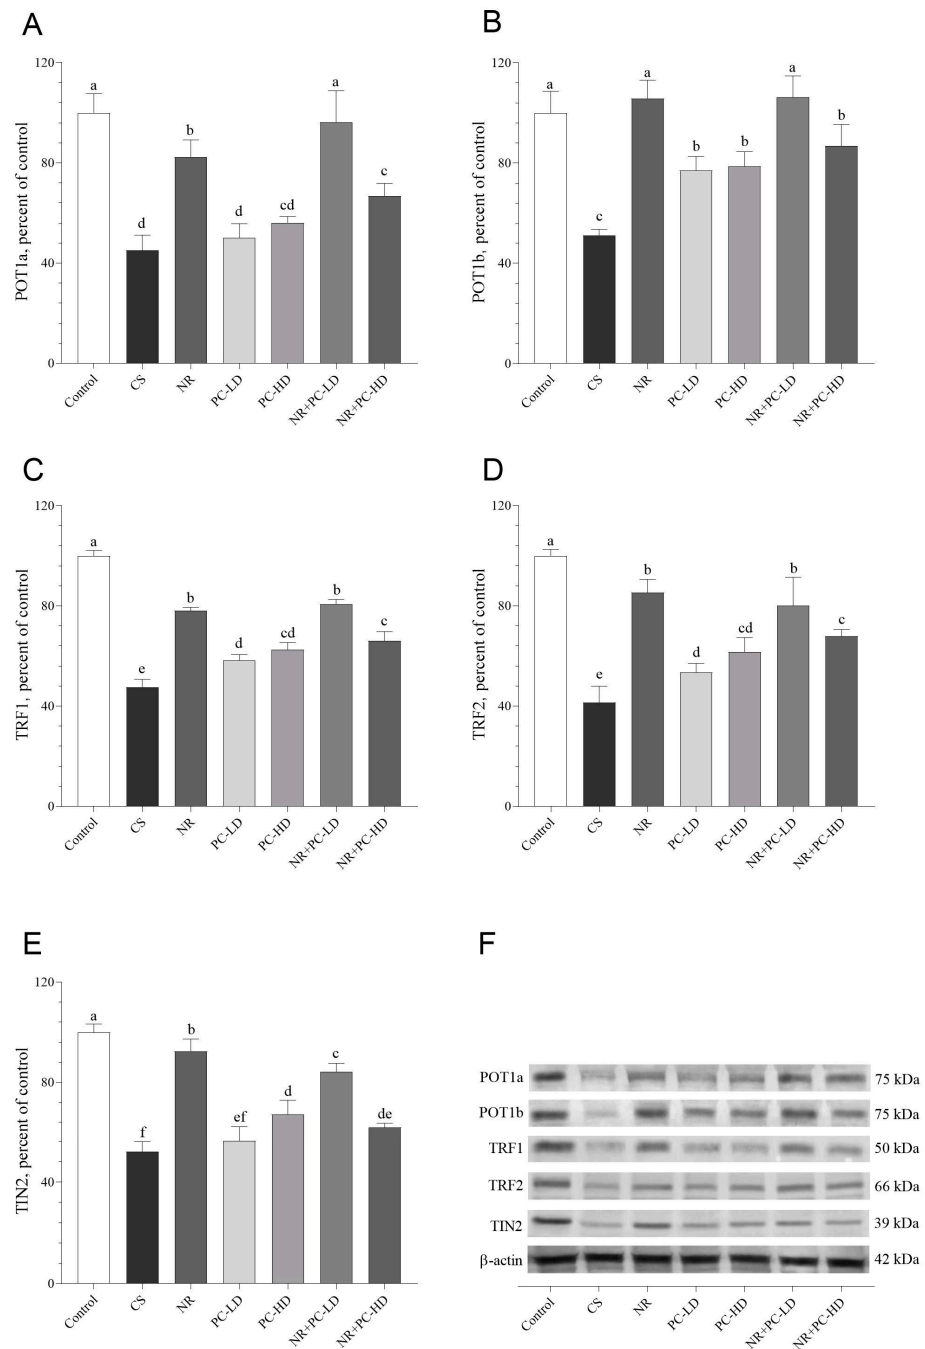 A
POT1a, percent of control
120
80
40
0
a
d
b
d
cd
a
c
Control
CS
NR
PC-LD
PC-HD
NR+PC-LD
NR+PC-HD
B
POT1b, percent of control
120
80
40
0
a
c
a
b
b
a
b
Control
CS
NR
PC-LD
PC-HD
NR+PC-LD
NR+PC-HD
C
TRF1, percent of control
120
80
40
0
a
e
b
d
cd
b
c
Control
CS
NR
PC-LD
PC-HD
NR+PC-LD
NR+PC-HD
D
TRF2, percent of control
120
80
40
0
a
e
b
d
cd
b
c
Control
CS
NR
PC-LD
PC-HD
NR+PC-LD
NR+PC-HD
E
TIN2, percent of control
120
80
40
0
a
f
b
ef
d
c
de
Control
CS
NR
PC-LD
PC-HD
NR+PC-LD
NR+PC-HD
F
POT1a 75 kDa
POT1b 75 kDa
TRF1 50 kDa
TRF2 66 kDa
TIN2 39 kDa
β-actin 42 kDa
Control
CS
NR
PC-LD
PC-HD
NR+PC-LD
NR+PC-HD